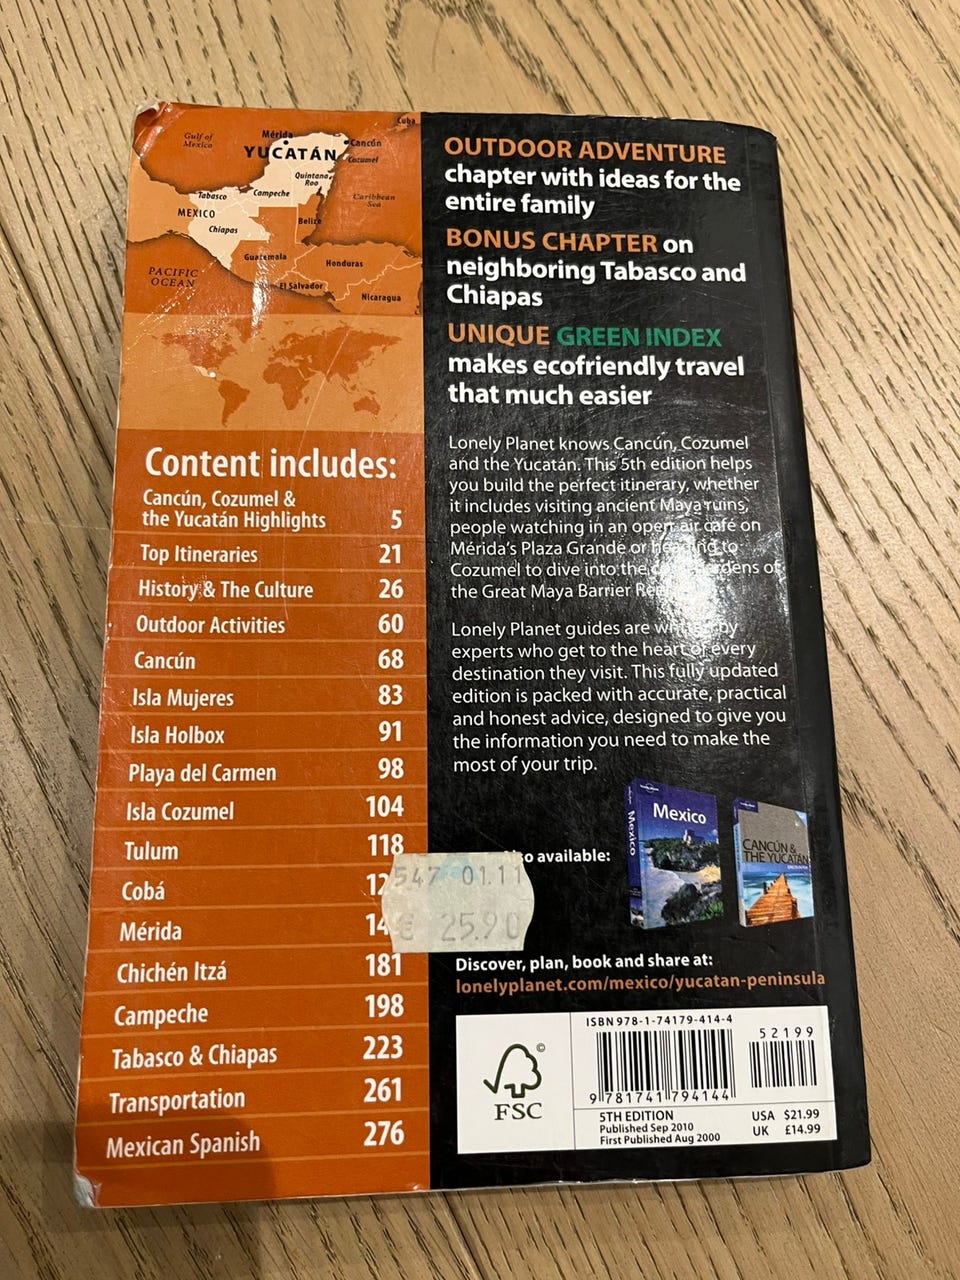 Cuba
Gulf of
Mexico
Mérida
Cancún
YUCATÁN
Cozumel
Quintana
Roo
Campeche
Caribbean
Sea
Tabasco
MEXICO
Belize
Chiapas
Guatemala
Honduras
PACIFIC
OCEAN
El Salvador
Nicaragua
Content includes:
Cancún, Cozumel &
the Yucatán Highlights 5
Top Itineraries 21
History & The Culture 26
Outdoor Activities 60
Cancún 68
Isla Mujeres 83
Isla Holbox 91
Playa del Carmen 98
Isla Cozumel 104
Tulum 118
Cobá
Mérida
Chichén Itzá 181
Campeche 198
Tabasco & Chiapas 223
Transportation 261
Mexican Spanish 276
547 01.11
€ 25.90
OUTDOOR ADVENTURE
chapter with ideas for the
entire family
BONUS CHAPTER on
neighboring Tabasco and
Chiapas
UNIQUE GREEN INDEX
makes ecofriendly travel
that much easier
Lonely Planet knows Cancún, Cozumel
and the Yucatán. This 5th edition helps
you build the perfect itinerary, whether
it includes visiting ancient Maya ruins,
people watching in an open-air café on
Mérida's Plaza Grande or heading to
Cozumel to dive into the gardens of
the Great Maya Barrier Reef.
Lonely Planet guides are written by
experts who get to the heart of every
destination they visit. This fully updated
edition is packed with accurate, practical
and honest advice, designed to give you
the information you need to make the
most of your trip.
Also available:
Mexico
Mexico
CANCÚN &
THE YUCATÁN
Discover, plan, book and share at:
lonelyplanet.com/mexico/yucatan-peninsula
©
FSC
ISBN 978-1-74179-414-4
52199
9 781741 794144
5TH EDITION
Published Sep 2010
First Published Aug 2000
USA $21.99
UK £14.99